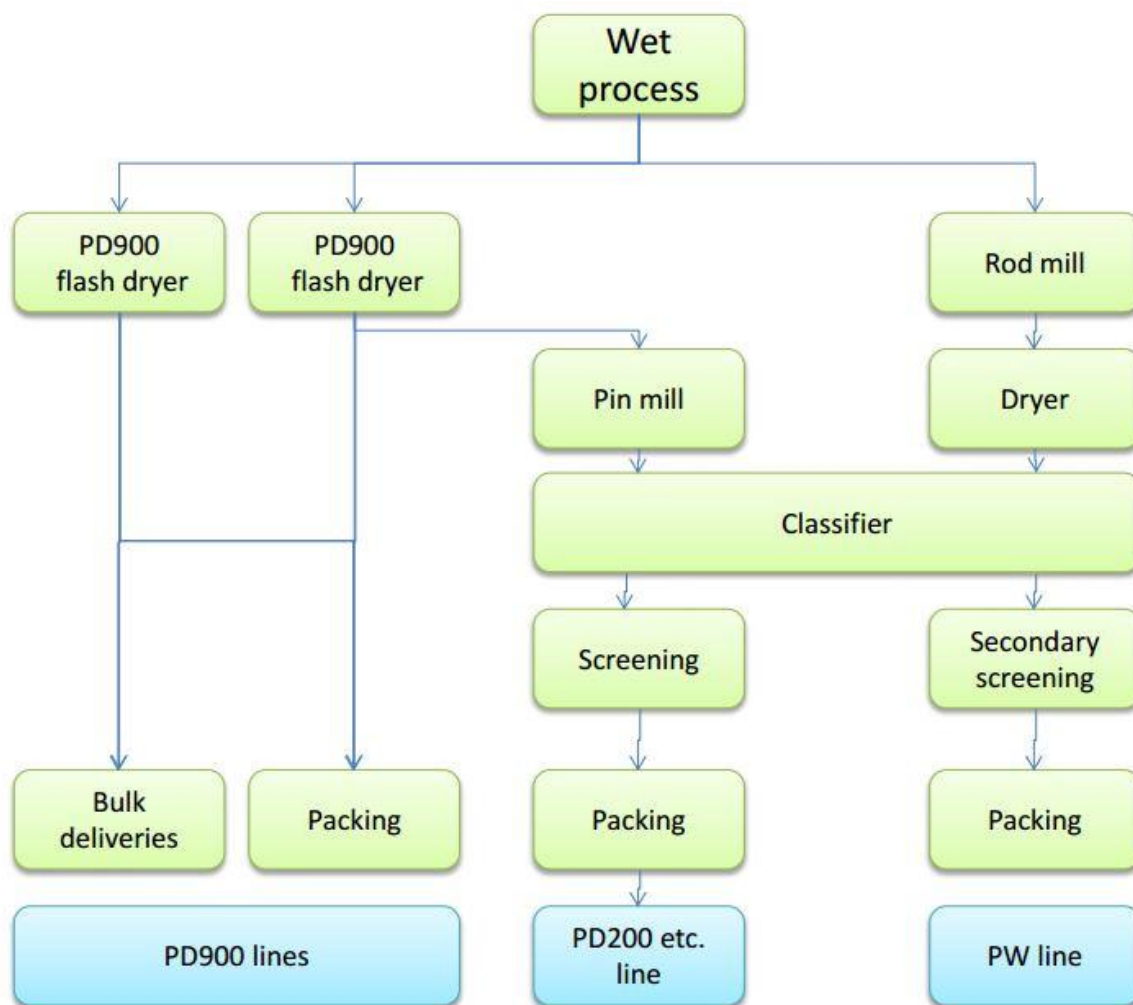 Wet
process
PD900
flash dryer
PD900
flash dryer
Rod mill
Pin mill
Dryer
Classifier
Screening
Secondary
screening
Bulk
deliveries
Packing
Packing
Packing
PD900 lines
PD200 etc.
line
PW line